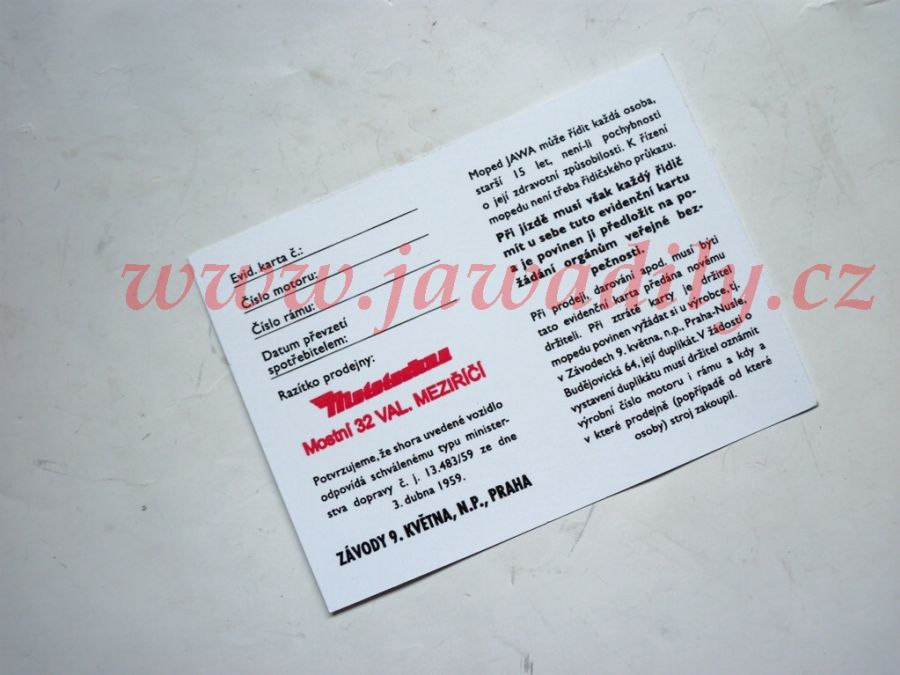 Evid. karta č.:
Číslo motoru:
Číslo rámu:
Datum převzetí
spotřebitelem:
Razítko prodejny:
Mototechna
Mostní 32 VAL. MEZIŘÍČÍ
Potvrzujeme, že shora uvedené vozidlo
odpovídá schválenému typu minister-
stva dopravy č. j. 13.483/59 ze dne
3. dubna 1959.
ZÁVODY 9. KVĚTNA, N.P., PRAHA
Moped JAWA může řídit každá osoba,
starší 15 let, není-li pochybnosti
o její zdravotní způsobilosti. K řízení
mopedu není třeba řidičského průkazu.
Při jízdě musí však každý řidič
mít u sebe tuto evidenční kartu
a je povinen ji předložit na po-
žádání orgánům veřejné bez-
pečnosti.
Při prodeji, darování apod. musí býti
tato evidenční karta předána novému
držiteli. Při ztrátě karty je držitel
mopedu povinen vyžádat si u výrobce, tj.
v Závodech 9. května, n.p., Praha-Nusle,
Budějovická 64, její duplikát. V žádosti o
vystavení duplikátu musí držitel oznámit
výrobní číslo motoru i rámu a kdy a
v které prodejně (popřípadě od které
osoby) stroj zakoupil.
www.jawadily.cz